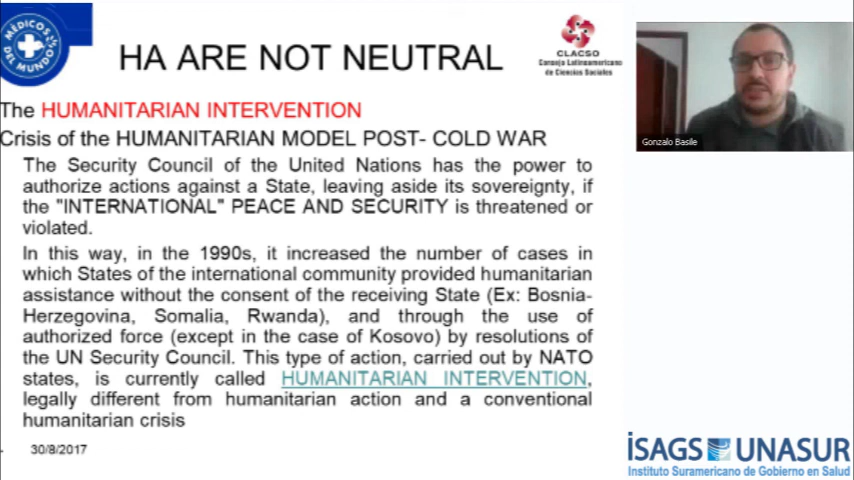 MÉDICOS
DEL MUNDO
HA ARE NOT NEUTRAL
CLACSO
Consejo Latinoamericano
de Ciencias Sociales
Gonzalo Basile
The HUMANITARIAN INTERVENTION
Crisis of the HUMANITARIAN MODEL POST- COLD WAR
The Security Council of the United Nations has the power to
authorize actions against a State, leaving aside its sovereignty, if
the "INTERNATIONAL" PEACE AND SECURITY is threatened or
violated.
In this way, in the 1990s, it increased the number of cases in
which States of the international community provided humanitarian
assistance without the consent of the receiving State (Ex: Bosnia-
Herzegovina, Somalia, Rwanda), and through the use of
authorized force (except in the case of Kosovo) by resolutions of
the UN Security Council. This type of action, carried out by NATO
states, is currently called HUMANITARIAN INTERVENTION,
legally different from humanitarian action and a conventional
humanitarian crisis
30/8/2017
ISAGS UNASUR
Instituto Suramericano de Gobierno en Salud